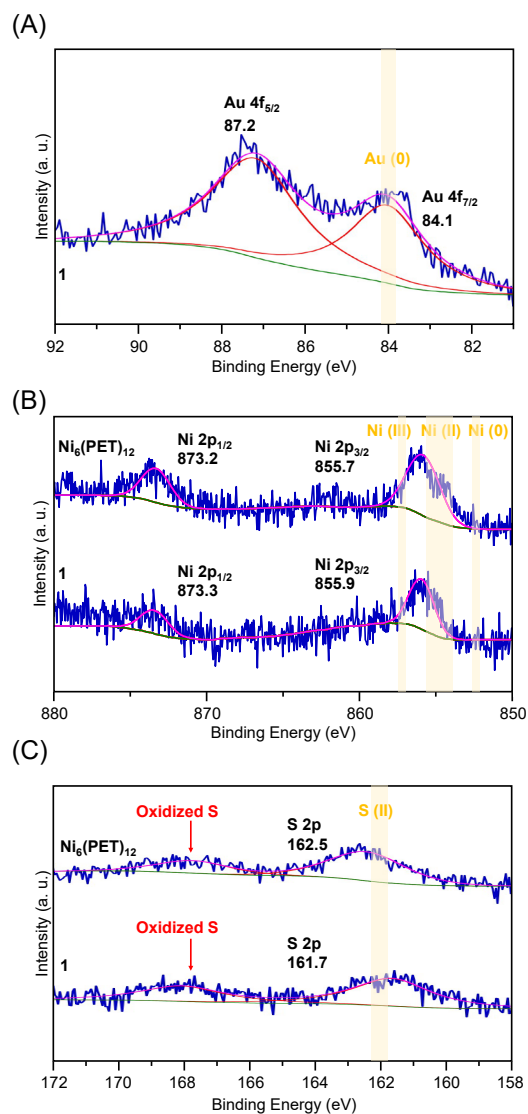 (A)
Au 4f5/2
87.2
Au (0)
Au 4f7/2
84.1
1
Intensity (a. u.)
92 90 88 86 84 82
Binding Energy (eV)
(B)
Ni (III) Ni (II) Ni (0)
Ni6(PET)12
Ni 2p1/2
873.2
Ni 2p3/2
855.7
1
Ni 2p1/2
873.3
Ni 2p3/2
855.9
Intensity (a. u.)
880 870 860 850
Binding Energy (eV)
(C)
Oxidized S
S (II)
Ni6(PET)12
S 2p
162.5
Oxidized S
1
S 2p
161.7
Intensity (a. u.)
172 170 168 166 164 162 160 158
Binding Energy (eV)